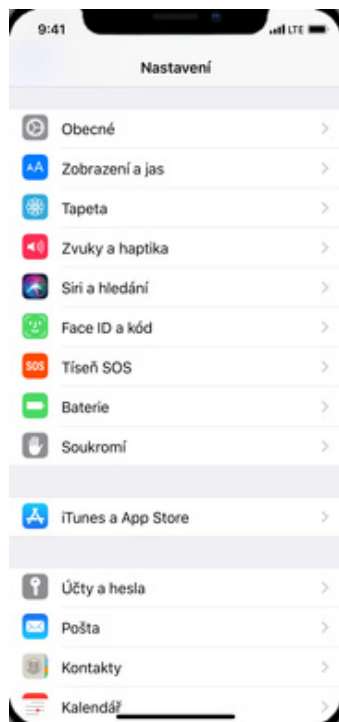 9:41
LTE
Nastavení
Obecné
AA Zobrazení a jas
Tapeta
Zvuky a haptika
Siri a hledání
Face ID a kód
SOS Tíseň SOS
Baterie
Soukromí
iTunes a App Store
Účty a hesla
Pošta
Kontakty
Kalendář